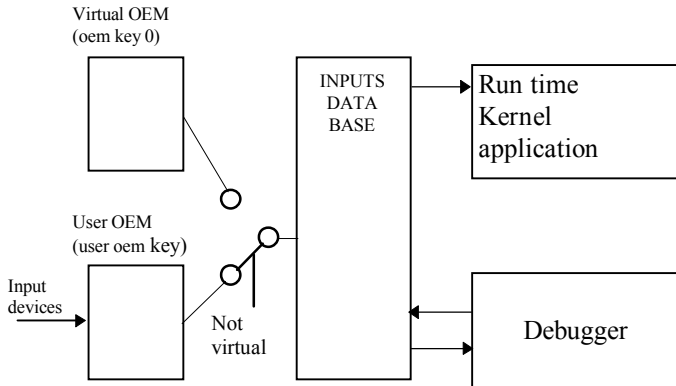 Virtual OEM
(oem key 0)
INPUTS
DATA
BASE
Run time
Kernel
application
User OEM
(user oem key)
Input
devices
Not
virtual
Debugger